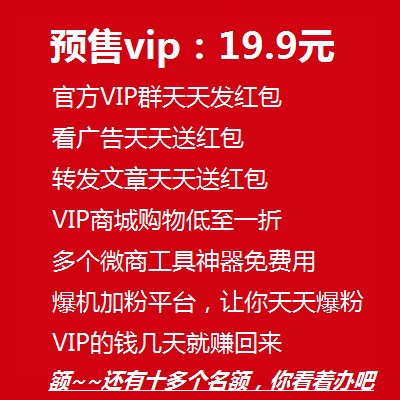 预售vip：19.9元
官方VIP群天天发红包
看广告天天送红包
转发文章天天送红包
VIP商城购物低至一折
多个微商工具神器免费用
爆机加粉平台，让你天天爆粉
VIP的钱几天就赚回来
额~~还有十多个名额，你看着办吧